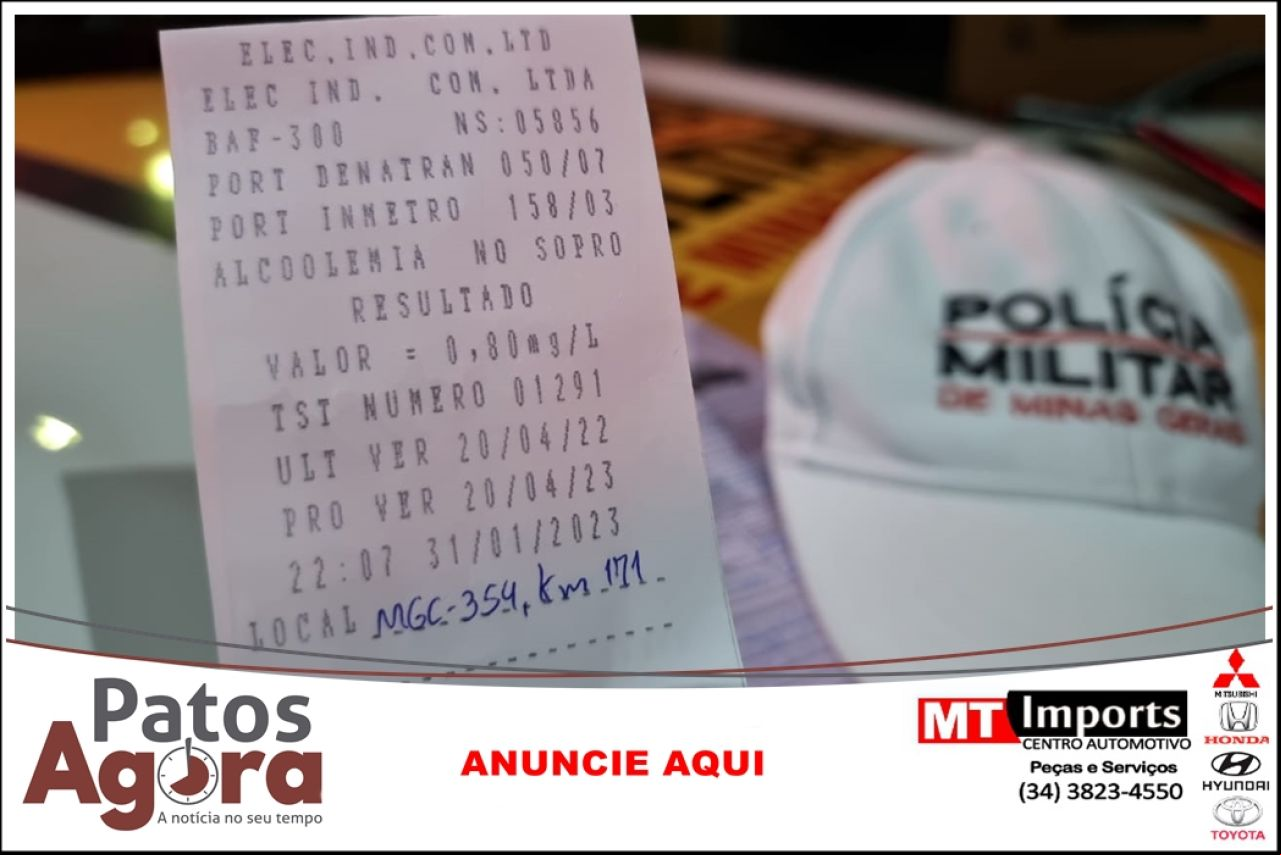 ELEC.IND.COM.LTD
ELEC IND. COM. LTDA
BAF-300 NS:05856
PORT DENATRAN 050/07
PORT INMETRO 158/03
ALCOOLEMIA NO SOPRO
RESULTADO
VALOR = 0,80mg/L
TST NUMERO 01291
ULT VER 20/04/22
PRO VER 20/04/23
22:07 31/01/2023
LOCAL MGC-354, Km 171
POLÍCIA
MILITAR
DE MINAS GERAIS
Patos
Agora
A notícia no seu tempo
ANUNCIE AQUI
MT Imports
CENTRO AUTOMOTIVO
Peças e Serviços
(34) 3823-4550
MITSUBISHI
HONDA
HYUNDAI
TOYOTA